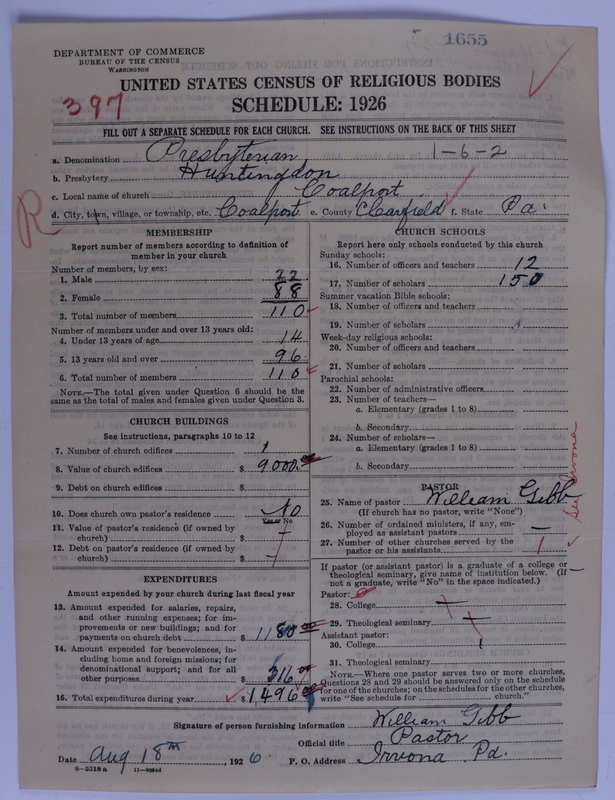 1655
DEPARTMENT OF COMMERCE
BUREAU OF THE CENSUS
WASHINGTON
UNITED STATES CENSUS OF RELIGIOUS BODIES
397
SCHEDULE: 1926
FILL OUT A SEPARATE SCHEDULE FOR EACH CHURCH. SEE INSTRUCTIONS ON THE BACK OF THIS SHEET
a. Denomination Presbyterian 1-6-2
b. Presbytery Huntingdon
c. Local name of church Coalport
R
d. City, town, village, or township, etc. Coalport e. County Clearfield f. State Pa.
MEMBERSHIP
Report number of members according to definition of
member in your church
Number of members, by sex:
1. Male 22
2. Female 88
3. Total number of members 110
Number of members under and over 13 years old:
4. Under 13 years of age 14
5. 13 years old and over 96
6. Total number of members 110
NOTE.—The total given under Question 6 should be
same as the total of males and females given under Question 3.
CHURCH BUILDINGS
See instructions, paragraphs 10 to 12
7. Number of church edifices 1
8. Value of church edifices $ 9000.00
9. Debt on church edifices $
10. Does church own pastor's residence No
Yes or No
11. Value of pastor's residence (if owned by
church) $ —
12. Debt on pastor's residence (if owned by
church) $ —
EXPENDITURES
Amount expended by your church during last fiscal year
13. Amount expended for salaries, repairs,
and other running expenses; for im-
provements or new buildings; and for
payments on church debt $ 1180.00
14. Amount expended for benevolences, in-
cluding home and foreign missions; for
denominational support; and for all
other purposes $ 316.00
15. Total expenditures during year $ 1,496.00
CHURCH SCHOOLS
Report here only schools conducted by this church
Sunday schools:
16. Number of officers and teachers 12
17. Number of scholars 150
Summer vacation Bible schools:
18. Number of officers and teachers
19. Number of scholars
Week-day religious schools:
20. Number of officers and teachers
21. Number of scholars
Parochial schools:
22. Number of administrative officers
23. Number of teachers—
a. Elementary (grades 1 to 8)
b. Secondary
24. Number of scholars—
a. Elementary (grades 1 to 8)
b. Secondary
PASTOR
25. Name of pastor William Gibb
(If church has no pastor, write "None")
See Irvona
26. Number of ordained ministers, if any, em-
ployed as assistant pastors —
27. Number of other churches served by the
pastor or his assistants 1
If pastor (or assistant pastor) is a graduate of a college or
theological seminary, give name of institution below. (If
not a graduate, write "No" in the space indicated.)
Pastor:
28. College
29. Theological seminary
Assistant pastor:
30. College
31. Theological seminary
NOTE.—Where one pastor serves two or more churches,
Questions 28 and 29 should be answered only on the schedule
for one of the churches; on the schedules for the other churches,
write "See schedule for church."
Signature of person furnishing information William Gibb
Official title Pastor
Date Aug 18th, 1926. P. O. Address Irvona Pa.
8-5518a 11-9054d